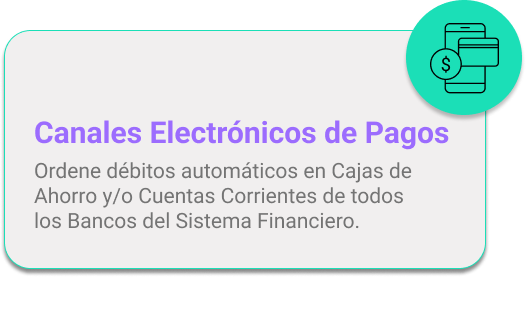 Canales Electrónicos de Pagos
Ordene débitos automáticos en Cajas de
Ahorro y/o Cuentas Corrientes de todos
los Bancos del Sistema Financiero.
$